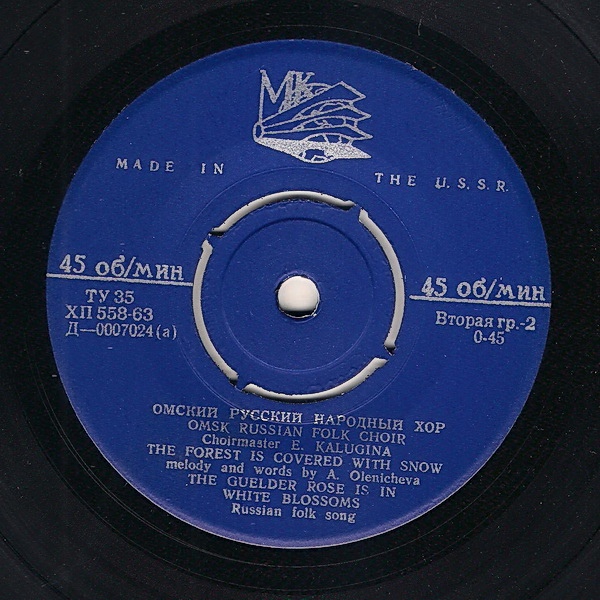 МК
MADE IN THE U.S.S.R.
45 об/мин
ТУ 35
ХП 558-63
Д—0007024(а)
45 об/мин
Вторая гр.-2
0-45
ОМСКИЙ РУССКИЙ НАРОДНЫЙ ХОР
OMSK RUSSIAN FOLK CHOIR
Choirmaster E. KALUGINA
THE FOREST IS COVERED WITH SNOW
melody and words by A. Olenicheva
THE GUELDER ROSE IS IN
WHITE BLOSSOMS
Russian folk song